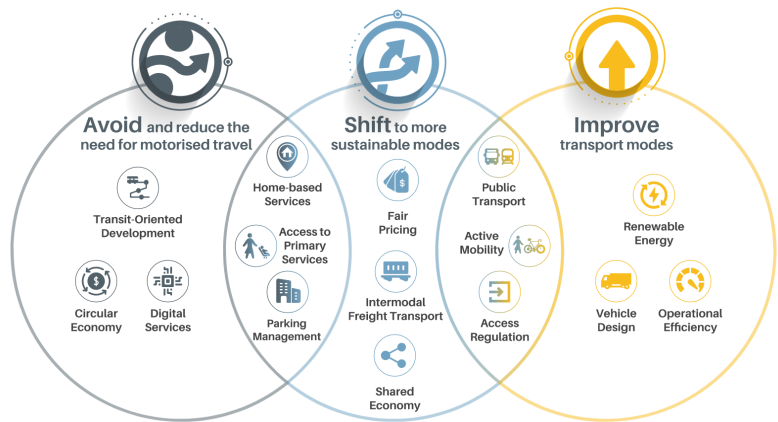 Avoid and reduce the
need for motorised travel
Transit-Oriented
Development
Circular
Economy
Digital
Services
Home-based
Services
Access to
Primary
Services
Parking
Management
Shift to more
sustainable modes
$
Fair
Pricing
Intermodal
Freight Transport
Shared
Economy
Public
Transport
Active
Mobility
Access
Regulation
Improve
transport modes
Renewable
Energy
Vehicle
Design
Operational
Efficiency
$